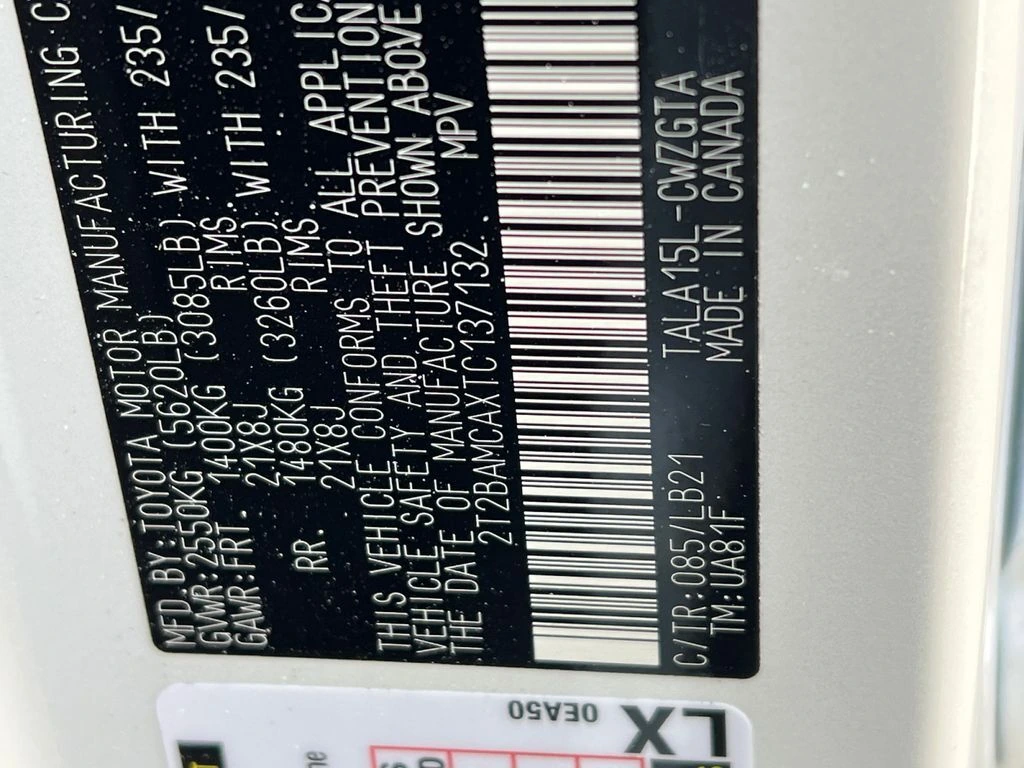 MFD.BY:TOYOTA MOTOR MANUFACTURING
GVWR:2550KG (5620LB)
GAWR:FRT. 1400KG (3085LB) WITH 235/
21X8J RIMS,
RR. 1480KG (3260LB) WITH 235/
21X8J RIMS
THIS VEHICLE CONFORMS TO ALL
VEHICLE SAFETY AND THEFT PREVENTION
THE DATE OF MANUFACTURE SHOWN ABOVE.
2T2BAMCAXTC137132 MPV
C/TR:085/LB21 TALA15L-CWZGTA
TM:UA81F MADE IN CANADA
LX
0EA50